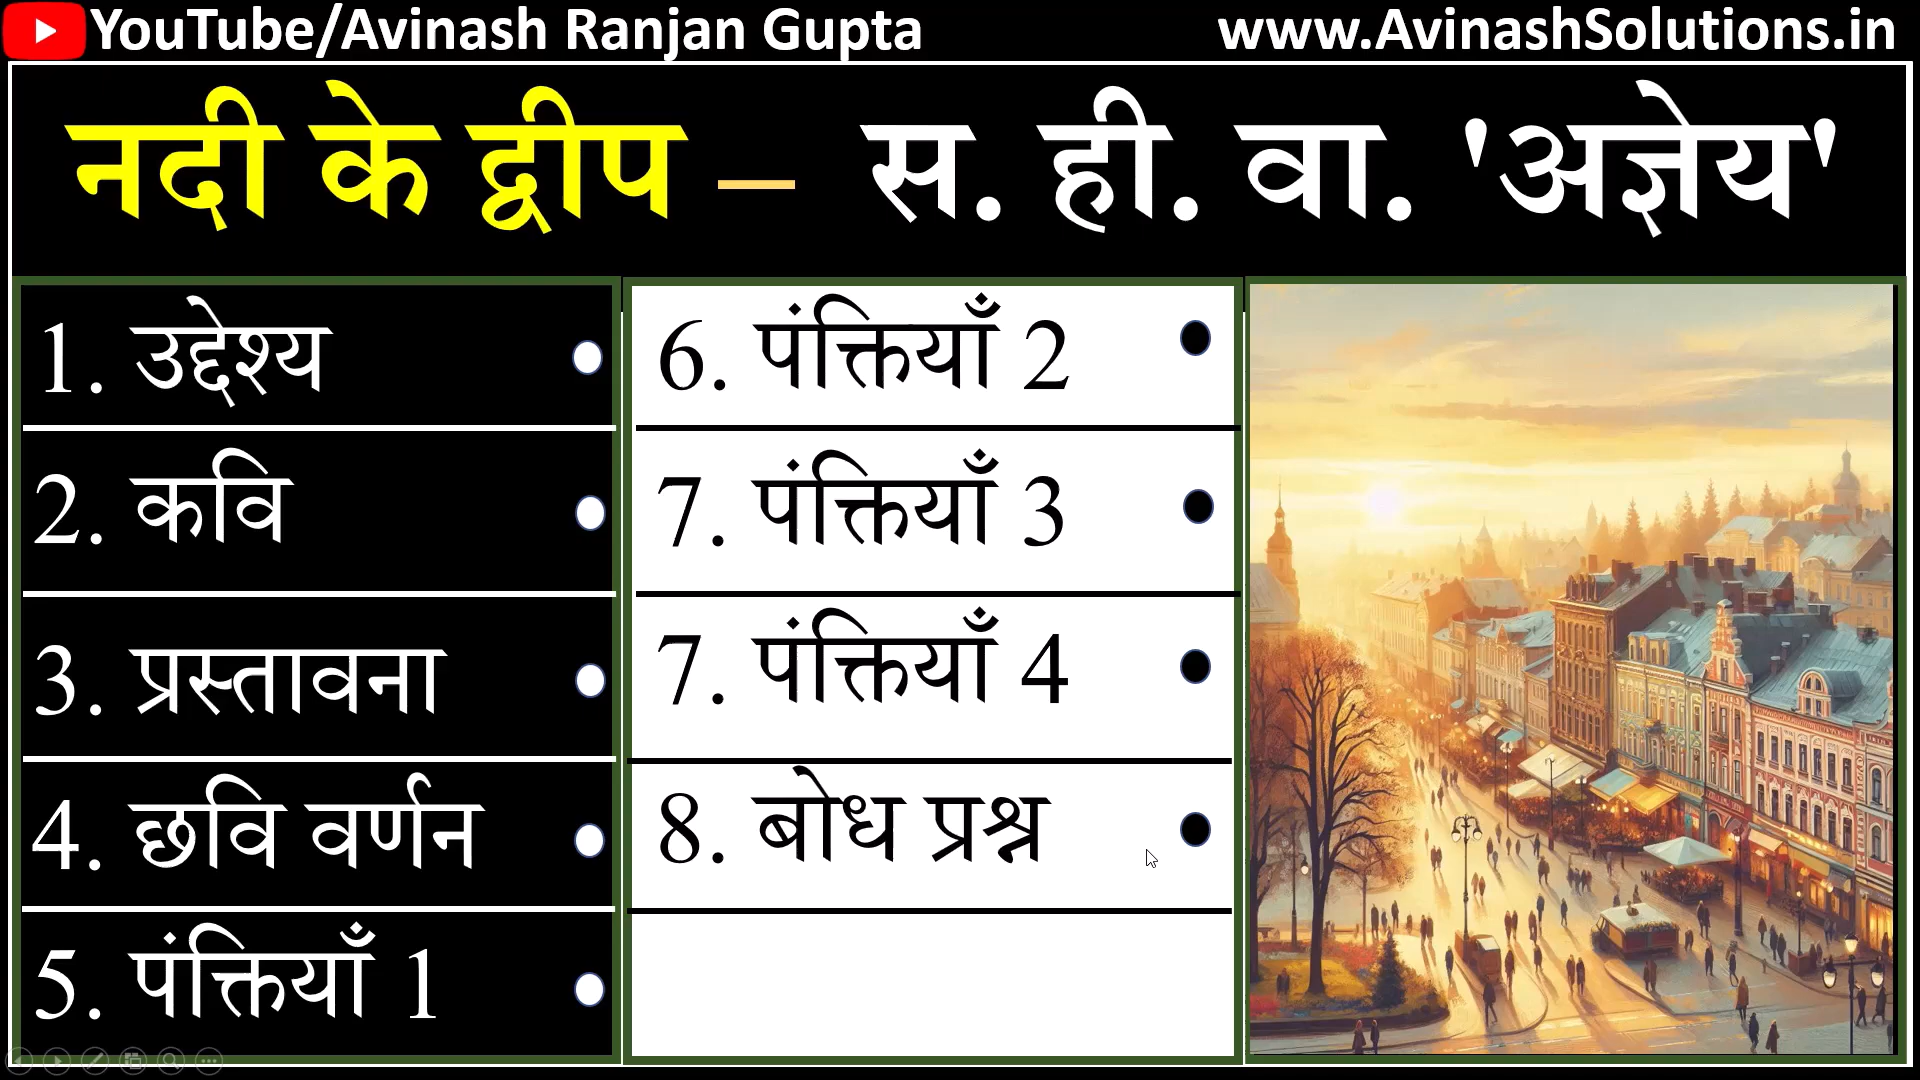 YouTube/Avinash Ranjan Gupta
www.AvinashSolutions.in
नदी के द्वीप – स. ही. वा. 'अज्ञेय'
1. उद्देश्य
2. कवि
3. प्रस्तावना
4. छवि वर्णन
5. पंक्तियाँ 1
6. पंक्तियाँ 2
7. पंक्तियाँ 3
7. पंक्तियाँ 4
8. बोध प्रश्न